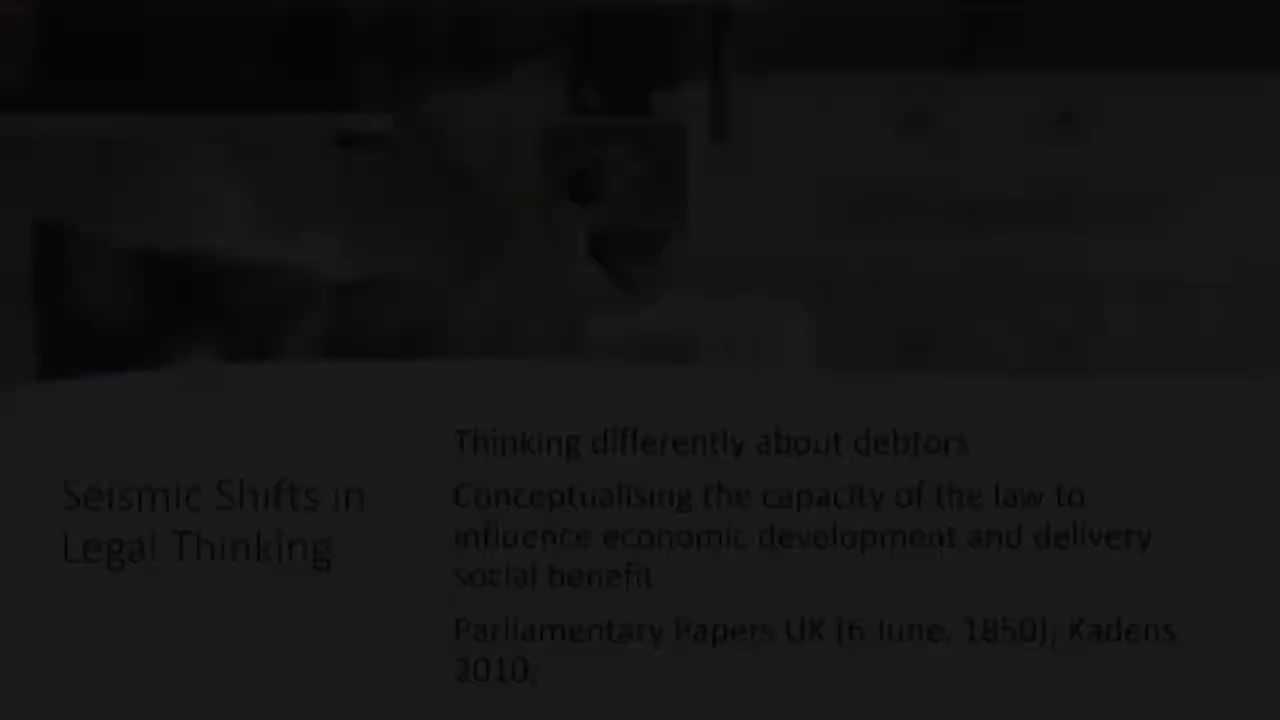 Seismic Shifts in
Legal Thinking
Thinking differently about debtors
Conceptualising the capacity of the law to
influence economic development and delivery
social benefit
Parliamentary Papers UK (6 June, 1850); Kadens
2010;